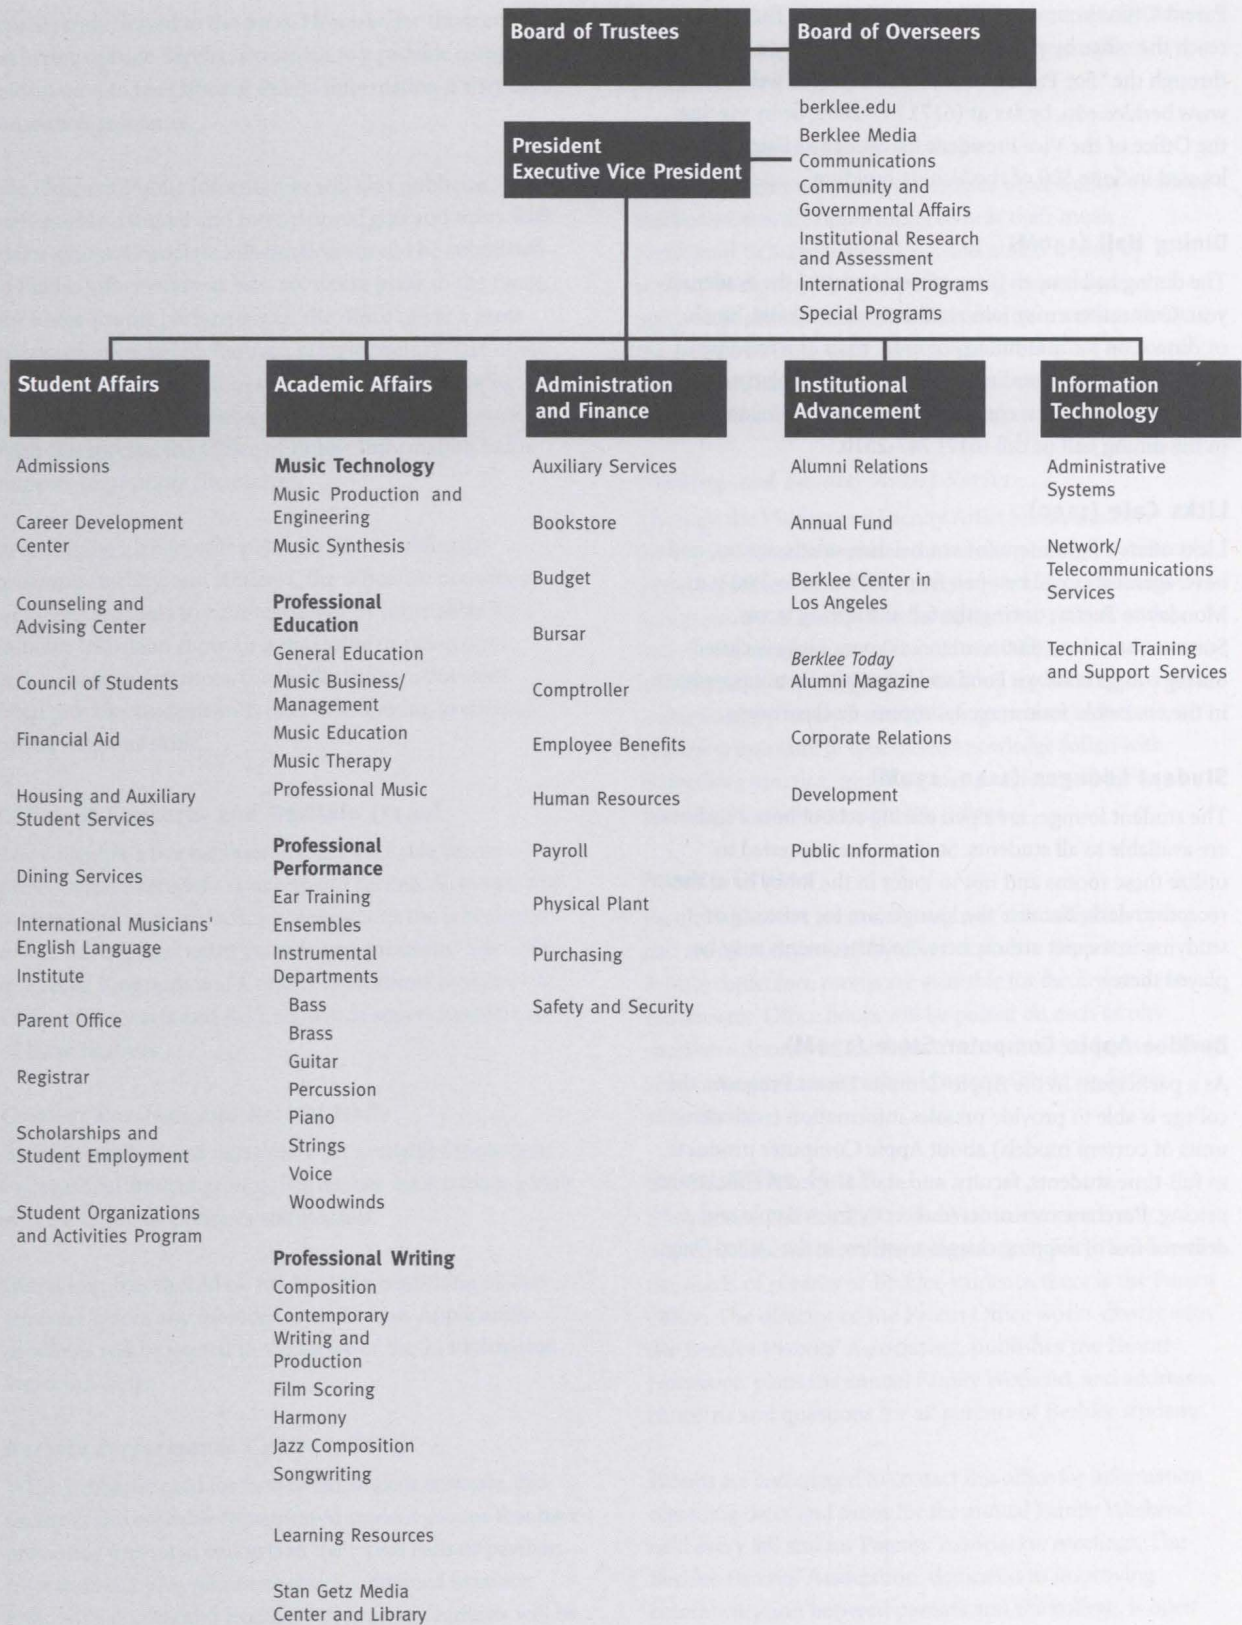 Board of Trustees
Board of Overseers
President
Executive Vice President
berklee.edu
Berklee Media
Communications
Community and
Governmental Affairs
Institutional Research
and Assessment
International Programs
Special Programs
Student Affairs
Admissions
Career Development
Center
Counseling and
Advising Center
Council of Students
Financial Aid
Housing and Auxiliary
Student Services
Dining Services
International Musicians'
English Language
Institute
Parent Office
Registrar
Scholarships and
Student Employment
Student Organizations
and Activities Program
Academic Affairs
Music Technology
Music Production and
Engineering
Music Synthesis
Professional
Education
General Education
Music Business/
Management
Music Education
Music Therapy
Professional Music
Professional
Performance
Ear Training
Ensembles
Instrumental
Departments
Bass
Brass
Guitar
Percussion
Piano
Strings
Voice
Woodwinds
Professional Writing
Composition
Contemporary
Writing and
Production
Film Scoring
Harmony
Jazz Composition
Songwriting
Learning Resources
Stan Getz Media
Center and Library
Administration
and Finance
Auxiliary Services
Bookstore
Budget
Bursar
Comptroller
Employee Benefits
Human Resources
Payroll
Physical Plant
Purchasing
Safety and Security
Institutional
Advancement
Alumni Relations
Annual Fund
Berklee Center in
Los Angeles
Berklee Today
Alumni Magazine
Corporate Relations
Development
Public Information
Information
Technology
Administrative
Systems
Network/
Telecommunications
Services
Technical Training
and Support Services